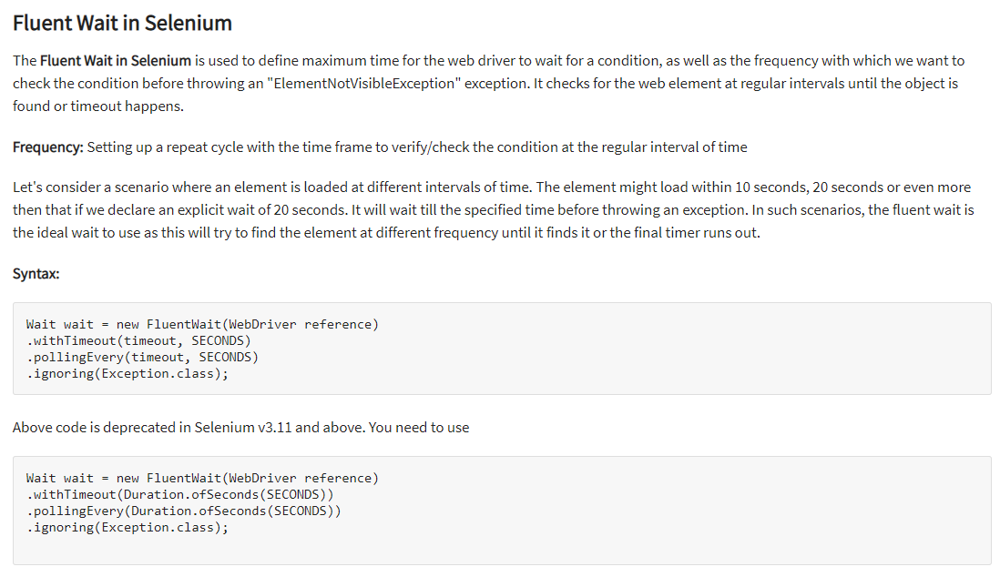 Fluent Wait in Selenium
The Fluent Wait in Selenium is used to define maximum time for the web driver to wait for a condition, as well as the frequency with which we want to
check the condition before throwing an "ElementNotVisibleException" exception. It checks for the web element at regular intervals until the object is
found or timeout happens.
Frequency: Setting up a repeat cycle with the time frame to verify/check the condition at the regular interval of time
Let's consider a scenario where an element is loaded at different intervals of time. The element might load within 10 seconds, 20 seconds or even more
then that if we declare an explicit wait of 20 seconds. It will wait till the specified time before throwing an exception. In such scenarios, the fluent wait is
the ideal wait to use as this will try to find the element at different frequency until it finds it or the final timer runs out.
Syntax:
Wait wait = new FluentWait(WebDriver reference)
.withTimeout(timeout, SECONDS)
.pollingEvery(timeout, SECONDS)
.ignoring(Exception.class);
Above code is deprecated in Selenium v3.11 and above. You need to use
Wait wait = new FluentWait(WebDriver reference)
.withTimeout(Duration.ofSeconds(SECONDS))
.pollingEvery(Duration.ofSeconds(SECONDS))
.ignoring(Exception.class);